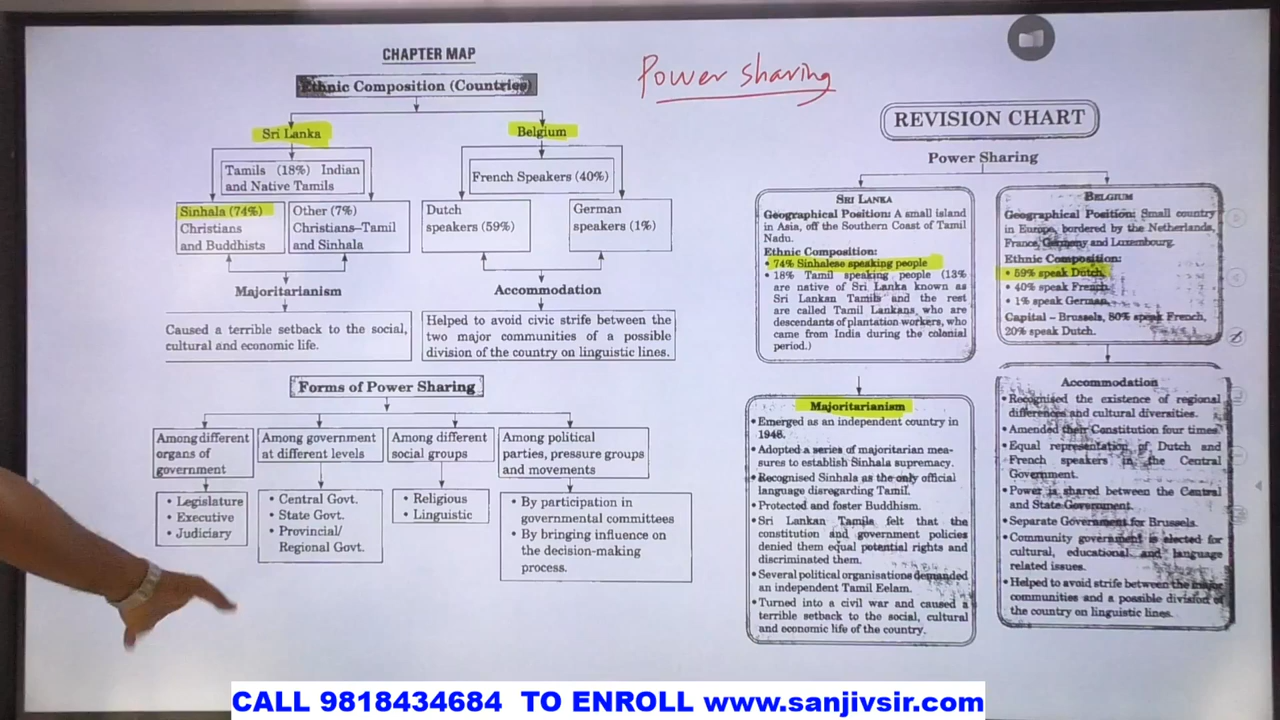 CHAPTER MAP
Ethnic Composition (Countries)
Sri Lanka
Belgium
Tamils (18%) Indian
and Native Tamils
French Speakers (40%)
Sinhala (74%)
Christians
and Buddhists
Other (7%)
Christians–Tamil
and Sinhala
Dutch
speakers (59%)
German
speakers (1%)
Majoritarianism
Accommodation
Caused a terrible setback to the social,
cultural and economic life.
Helped to avoid civic strife between the
two major communities of a possible
division of the country on linguistic lines.
Forms of Power Sharing
Among different
organs of
government
Among government
at different levels
Among different
social groups
Among political
parties, pressure groups
and movements
• Legislature
• Executive
• Judiciary
• Central Govt.
• State Govt.
• Provincial/
Regional Govt.
• Religious
• Linguistic
• By participation in
governmental committees
• By bringing influence on
the decision-making
process.
Power sharing
REVISION CHART
Power Sharing
SRI LANKA
Geographical Position: A small island
in Asia, off the Southern Coast of Tamil
Nadu.
Ethnic Composition:
• 74% Sinhalese speaking people
• 18% Tamil speaking people (13%
are native of Sri Lanka known as
Sri Lankan Tamils and the rest
are called Tamil Lankans, who are
descendants of plantation workers, who
came from India during the colonial
period.)
BELGIUM
Geographical Position: Small country
in Europe, bordered by the Netherlands,
France, Germany and Luxembourg.
Ethnic Composition:
• 59% speak Dutch,
• 40% speak French,
• 1% speak German,
Capital – Brussels, 80% speak French,
20% speak Dutch.
Majoritarianism
• Emerged as an independent country in
1948.
• Adopted a series of majoritarian mea-
sures to establish Sinhala supremacy.
• Recognised Sinhala as the only official
language disregarding Tamil.
• Protected and foster Buddhism.
• Sri Lankan Tamils felt that the
constitution and government policies
denied them equal potential rights and
discriminated them.
• Several political organisations demanded
an independent Tamil Eelam.
• Turned into a civil war and caused a
terrible setback to the social, cultural
and economic life of the country.
Accommodation
• Recognised the existence of regional
differences and cultural diversities.
• Amended their Constitution four times.
• Equal representation of Dutch and
French speakers in the Central
Government.
• Power is shared between the Central
and State Government.
• Separate Government for Brussels.
• Community government is elected for
cultural, educational and language
related issues.
• Helped to avoid strife between the major
communities and a possible division of
the country on linguistic lines.
CALL 9818434684 TO ENROLL www.sanjivsir.com